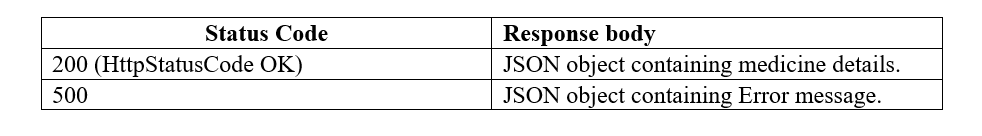 Status Code Response body
200 (HttpStatusCode OK) JSON object containing medicine details.
500 JSON object containing Error message.